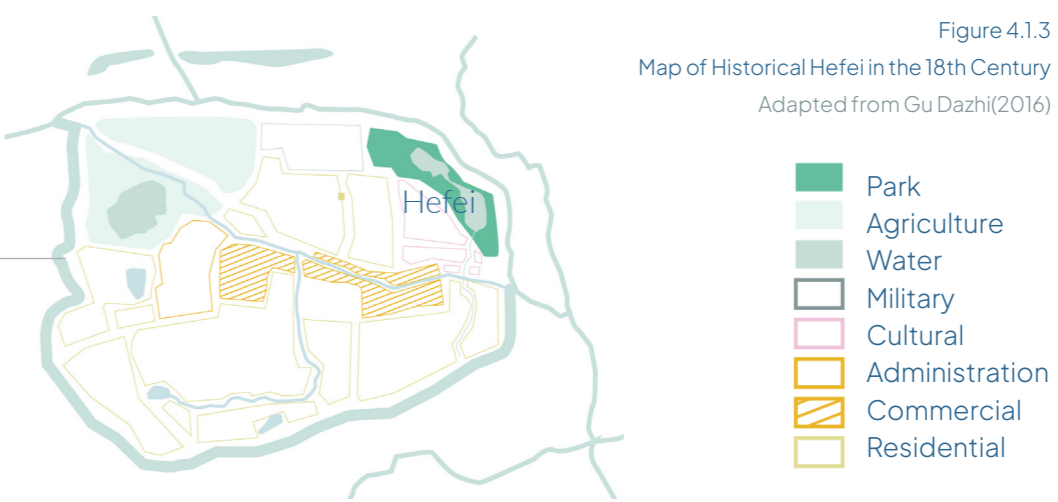 Figure 4.1.3
Map of Historical Hefei in the 18th Century
Adapted from Gu Dazhi(2016)
Hefei
Park
Agriculture
Water
Military
Cultural
Administration
Commercial
Residential